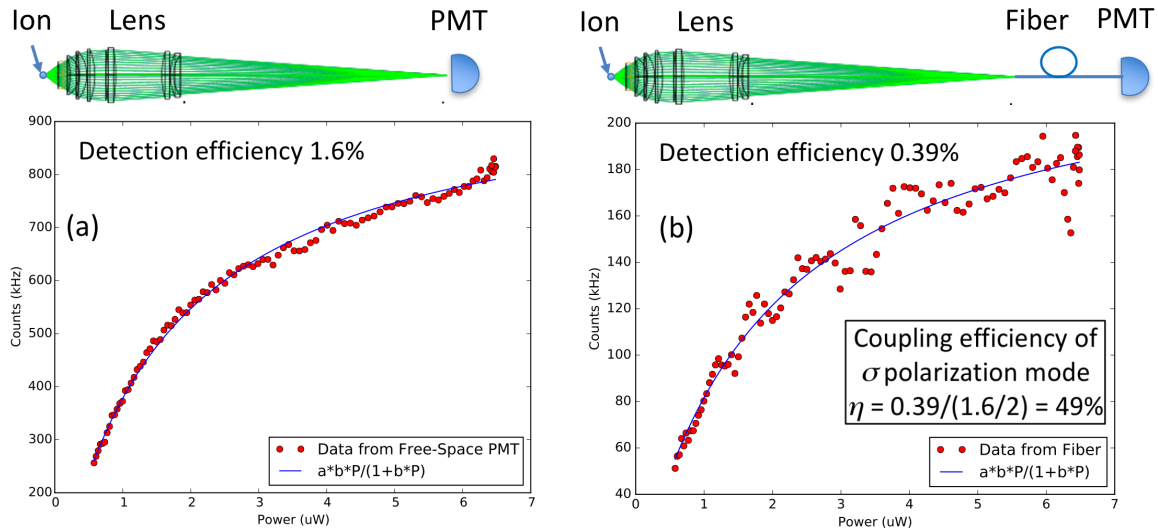 Ion Lens PMT
Detection efficiency 1.6%
(a)
900
800
700
600
500
400
300
200
Counts (kHz)
0 1 2 3 4 5 6 7
Power (uW)
Data from Free-Space PMT
a*b*P/(1+b*P)
Ion Lens Fiber PMT
Detection efficiency 0.39%
(b)
200
180
160
140
120
100
80
60
40
Counts (kHz)
0 1 2 3 4 5 6 7
Power (uW)
Coupling efficiency of
σ polarization mode
η = 0.39/(1.6/2) = 49%
Data from Fiber
a*b*P/(1+b*P)